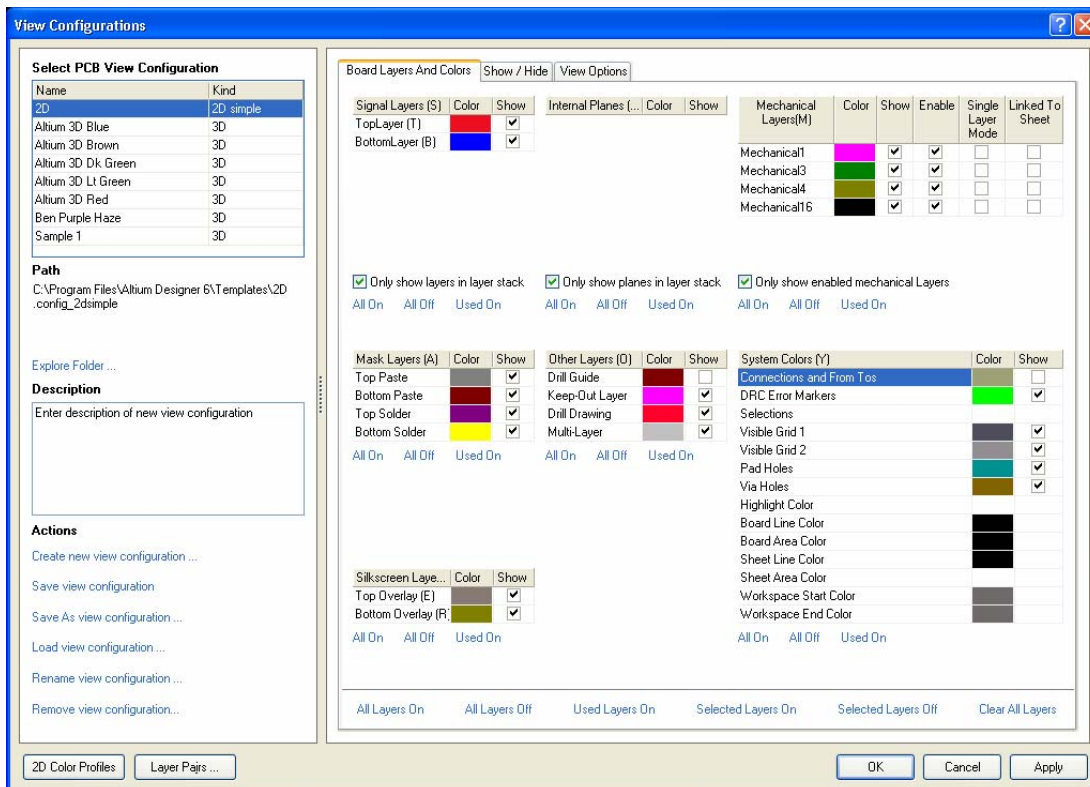 View Configurations
Select PCB View Configuration
Name Kind
2D 2D simple
Altium 3D Blue 3D
Altium 3D Brown 3D
Altium 3D Dk Green 3D
Altium 3D Lt Green 3D
Altium 3D Red 3D
Ben Purple Haze 3D
Sample 1 3D
Path
C:\Program Files\Altium Designer 6\Templates\2D
.config_2dsimple
Explore Folder ...
Description
Enter description of new view configuration
Actions
Create new view configuration ...
Save view configuration
Save As view configuration ...
Load view configuration ...
Rename view configuration ...
Remove view configuration...
Board Layers And Colors Show / Hide View Options
Signal Layers (S) Color Show
TopLayer (T)
BottomLayer (B)
Only show layers in layer stack
All On All Off Used On
Internal Planes (... Color Show
Only show planes in layer stack
All On All Off Used On
Mechanical Layers(M) Color Show Enable Single Layer Mode Linked To Sheet
Mechanical1
Mechanical3
Mechanical4
Mechanical16
Only show enabled mechanical Layers
All On All Off Used On
Mask Layers (A) Color Show
Top Paste
Bottom Paste
Top Solder
Bottom Solder
All On All Off Used On
Other Layers (O) Color Show
Drill Guide
Keep-Out Layer
Drill Drawing
Multi-Layer
All On All Off Used On
System Colors (Y) Color Show
Connections and From Tos
DRC Error Markers
Selections
Visible Grid 1
Visible Grid 2
Pad Holes
Via Holes
Highlight Color
Board Line Color
Board Area Color
Sheet Line Color
Sheet Area Color
Workspace Start Color
Workspace End Color
All On All Off Used On
Silkscreen Laye... Color Show
Top Overlay (E)
Bottom Overlay (R)
All On All Off Used On
All Layers On All Layers Off Used Layers On Selected Layers On Selected Layers Off Clear All Layers
2D Color Profiles Layer Pairs ... OK Cancel Apply